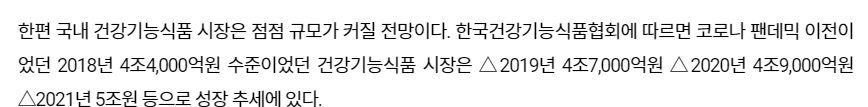 한편 국내 건강기능식품 시장은 점점 규모가 커질 전망이다. 한국건강기능식품협회에 따르면 코로나 팬데믹 이전이
었던 2018년 4조4,000억원 수준이었던 건강기능식품 시장은 △2019년 4조7,000억원 △2020년 4조9,000억원
△2021년 5조원 등으로 성장 추세에 있다.